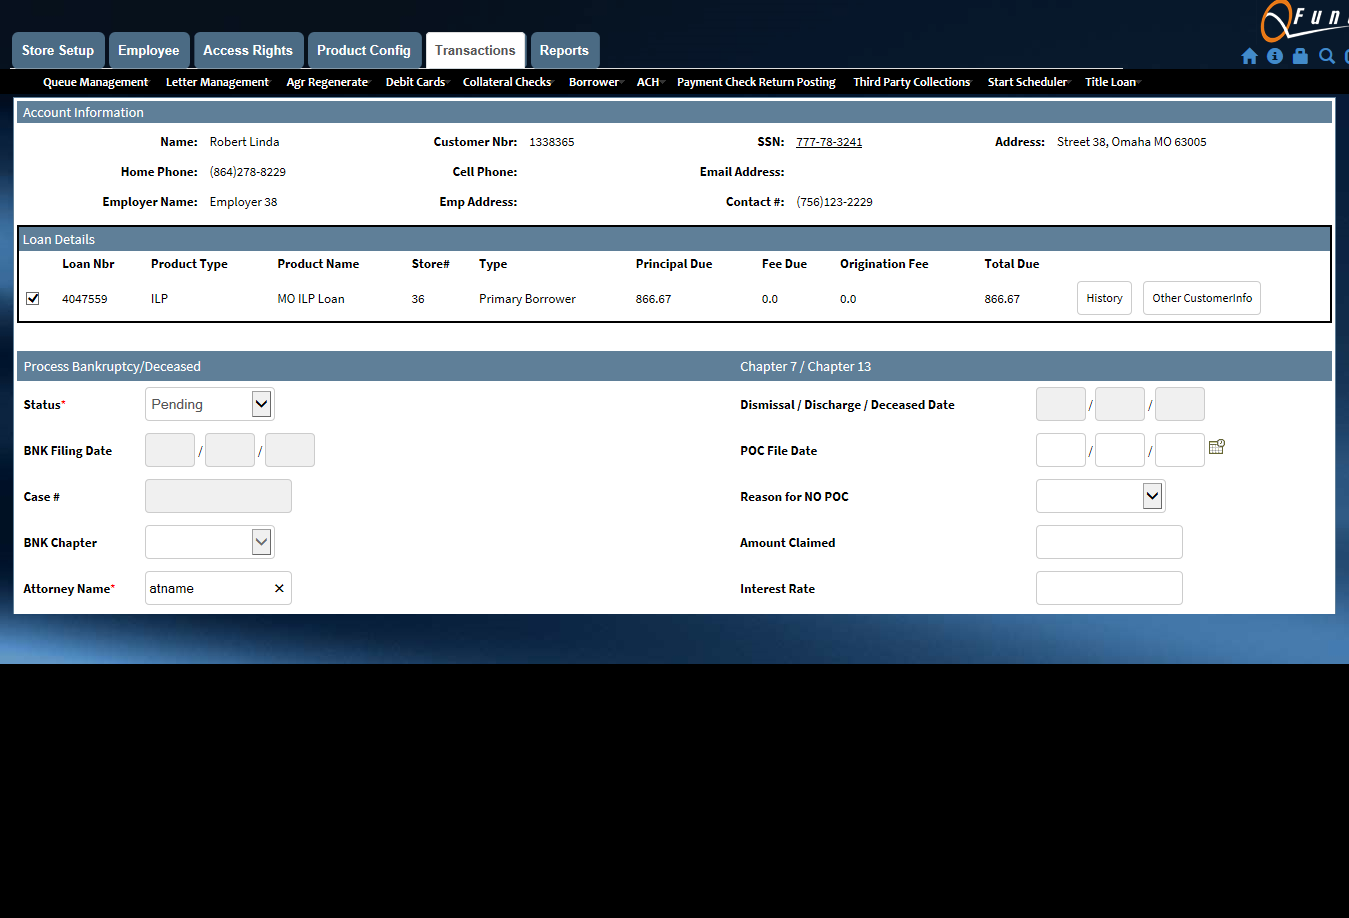 Fun
Store Setup Employee Access Rights Product Config Transactions Reports
Queue Management Letter Management Agr Regenerate Debit Cards Collateral Checks Borrower ACH Payment Check Return Posting Third Party Collections Start Scheduler Title Loan
Account Information
Name: Robert Linda Customer Nbr: 1338365 SSN: 777-78-3241 Address: Street 38, Omaha MO 63005
Home Phone: (864)278-8229 Cell Phone: Email Address:
Employer Name: Employer 38 Emp Address: Contact #: (756)123-2229
Loan Details
Loan Nbr Product Type Product Name Store# Type Principal Due Fee Due Origination Fee Total Due
4047559 ILP MO ILP Loan 36 Primary Borrower 866.67 0.0 0.0 866.67 History Other CustomerInfo
Process Bankruptcy/Deceased Chapter 7 / Chapter 13
Status* Pending Dismissal / Discharge / Deceased Date / /
BNK Filing Date / / POC File Date / /
Case # Reason for NO POC
BNK Chapter Amount Claimed
Attorney Name* atname Interest Rate